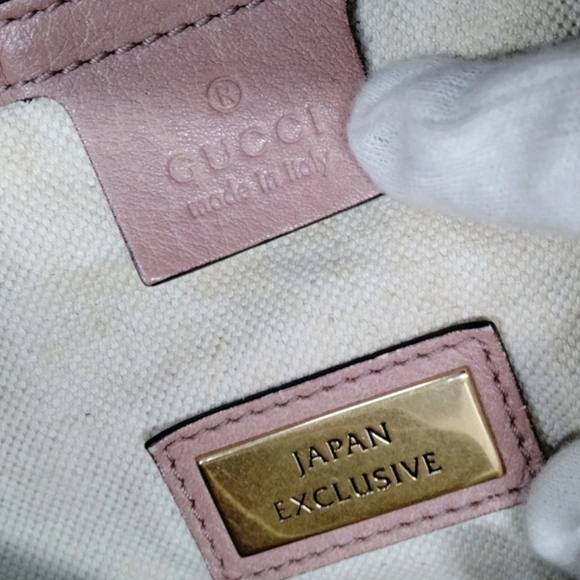 ®
GUCCI
made in italy
JAPAN
EXCLUSIVE